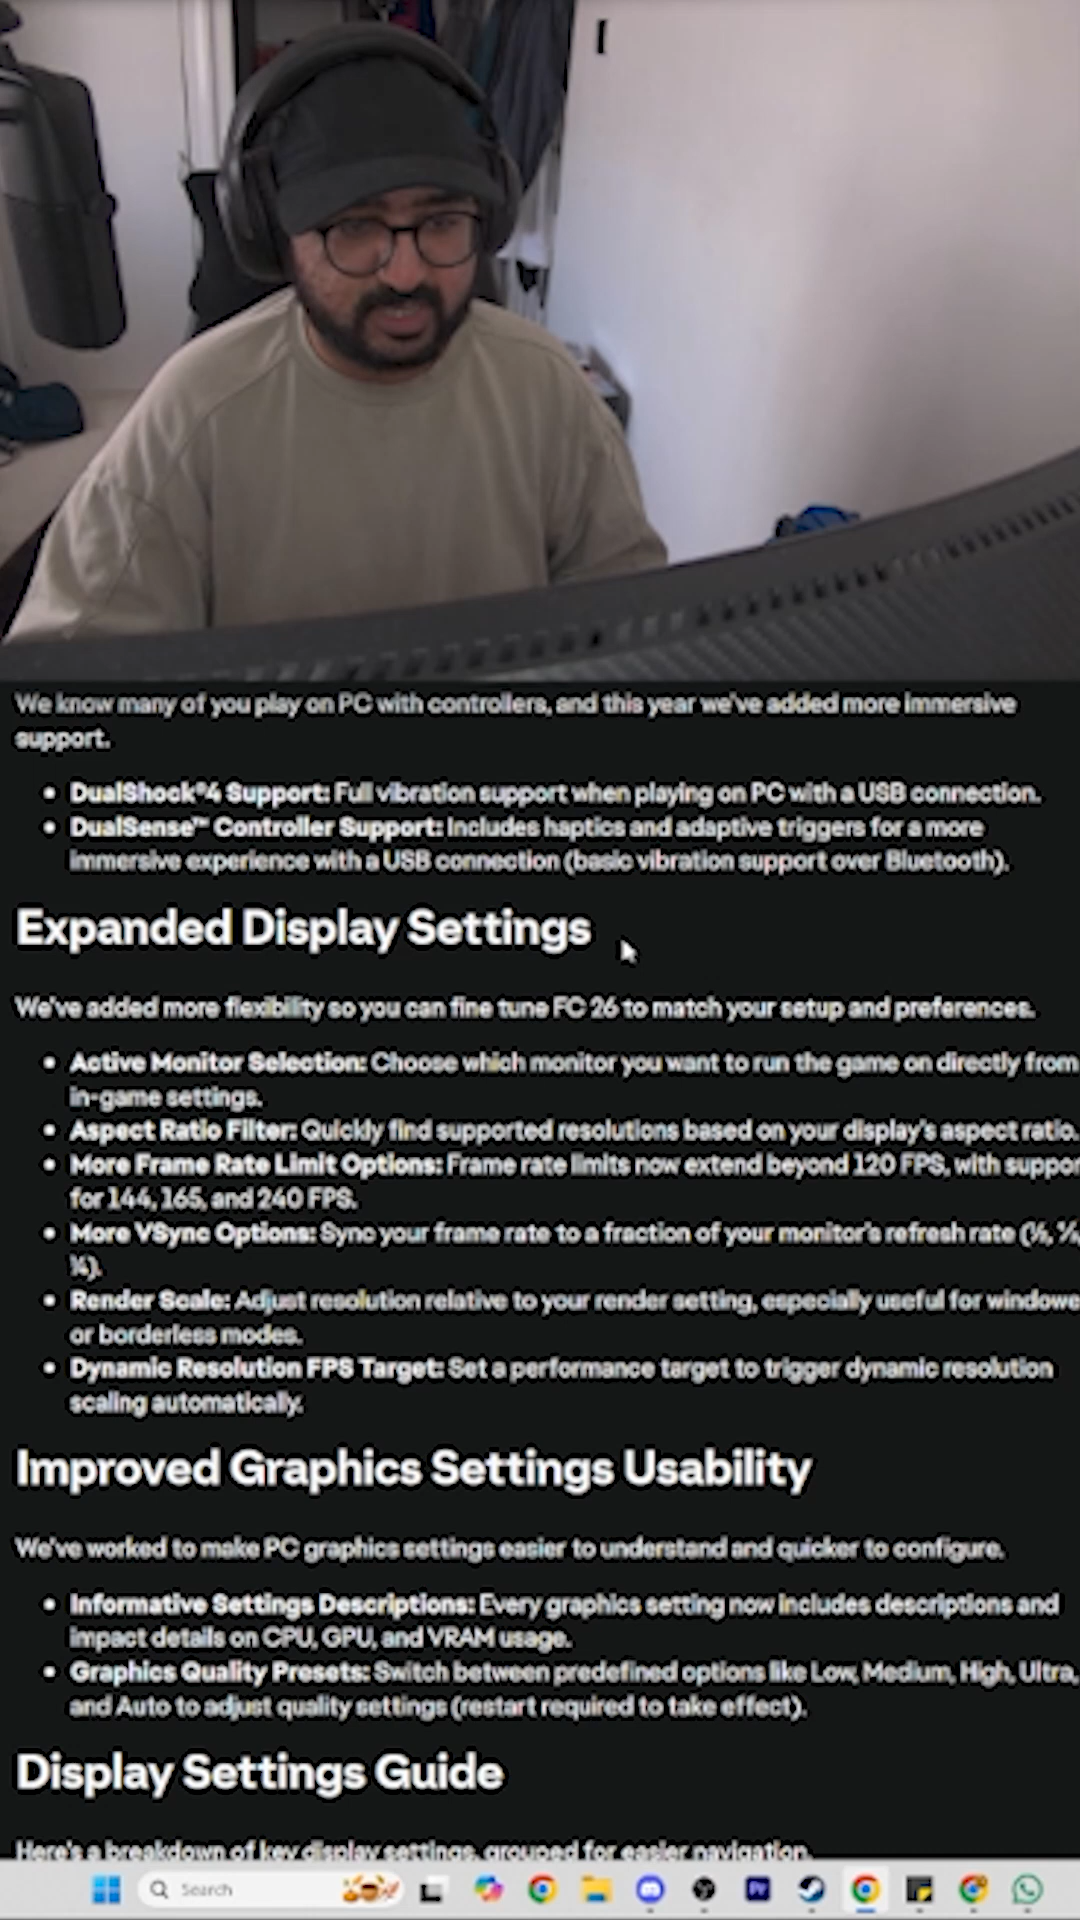 We know many of you play on PC with controllers, and this year we've added more immersive
support.
• DualShock®4 Support: Full vibration support when playing on PC with a USB connection.
• DualSense™ Controller Support: Includes haptics and adaptive triggers for a more
immersive experience with a USB connection (basic vibration support over Bluetooth).
Expanded Display Settings
We've added more flexibility so you can fine tune FC 26 to match your setup and preferences.
• Active Monitor Selection: Choose which monitor you want to run the game on directly from
in-game settings.
• Aspect Ratio Filter: Quickly find supported resolutions based on your display's aspect ratio.
• More Frame Rate Limit Options: Frame rate limits now extend beyond 120 FPS, with suppor
for 144, 165, and 240 FPS.
• More VSync Options: Sync your frame rate to a fraction of your monitor's refresh rate
• Render Scale: Adjust resolution relative to your render setting, especially useful for windowe
or borderless modes.
• Dynamic Resolution FPS Target: Set a performance target to trigger dynamic resolution
scaling automatically.
Improved Graphics Settings Usability
We've worked to make PC graphics settings easier to understand and quicker to configure.
• Informative Settings Descriptions: Every graphics setting now includes descriptions and
impact details on CPU, GPU, and VRAM usage.
• Graphics Quality Presets: Switch between predefined options like Low, Medium, High, Ultra,
and Auto to adjust quality settings (restart required to take effect).
Display Settings Guide
Here's a breakdown of key display settings, grouped for easier navigation.
Search
Pr